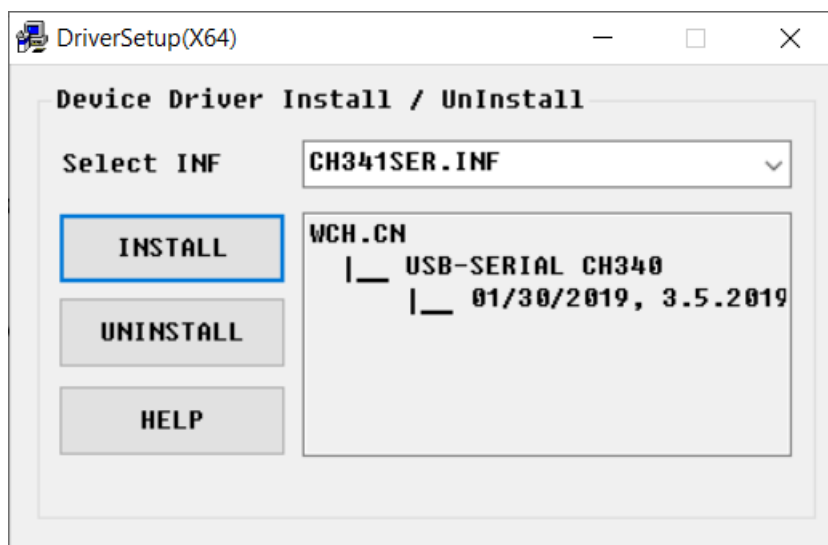 DriverSetup(X64)
Device Driver Install / UnInstall
Select INF
CH341SER.INF
INSTALL
UNINSTALL
HELP
WCH.CN
|__ USB-SERIAL CH340
|__ 01/30/2019, 3.5.2019